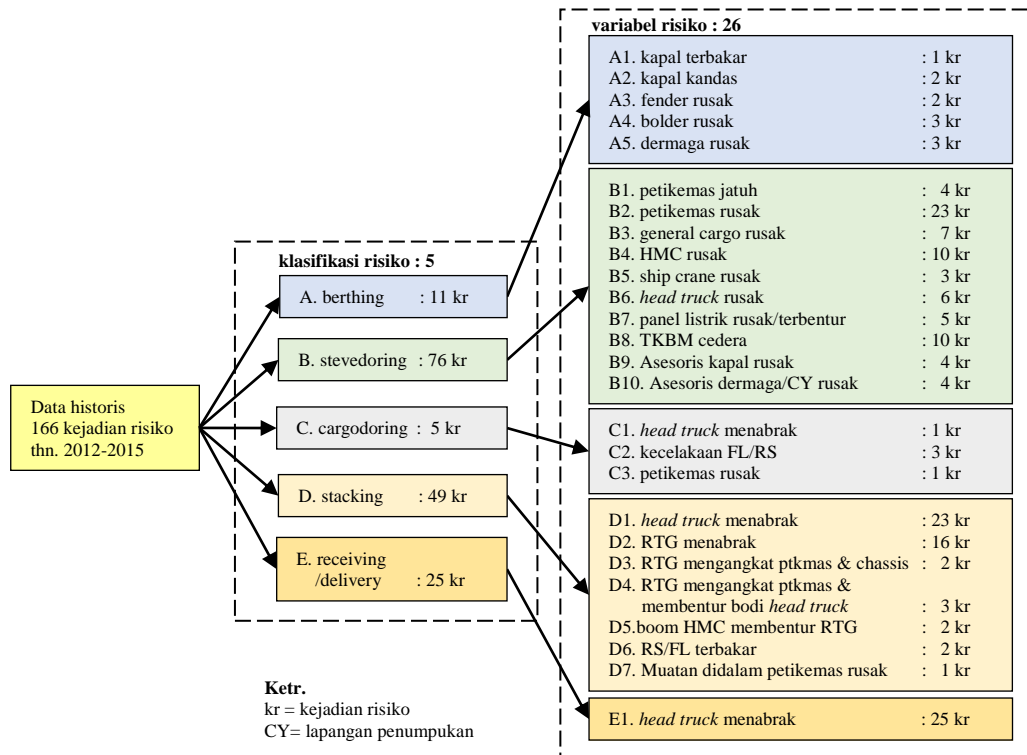 Data historis
166 kejadian risiko
thn. 2012-2015
klasifikasi risiko : 5
A. berthing : 11 kr
B. stevedoring : 76 kr
C. cargodoring : 5 kr
D. stacking : 49 kr
E. receiving
/delivery : 25 kr
variabel risiko : 26
A1. kapal terbakar : 1 kr
A2. kapal kandas : 2 kr
A3. fender rusak : 2 kr
A4. bolder rusak : 3 kr
A5. dermaga rusak : 3 kr
B1. petikemas jatuh : 4 kr
B2. petikemas rusak : 23 kr
B3. general cargo rusak : 7 kr
B4. HMC rusak : 10 kr
B5. ship crane rusak : 3 kr
B6. head truck rusak : 6 kr
B7. panel listrik rusak/terbentur : 5 kr
B8. TKBM cedera : 10 kr
B9. Asesoris kapal rusak : 4 kr
B10. Asesoris dermaga/CY rusak : 4 kr
C1. head truck menabrak : 1 kr
C2. kecelakaan FL/RS : 3 kr
C3. petikemas rusak : 1 kr
D1. head truck menabrak : 23 kr
D2. RTG menabrak : 16 kr
D3. RTG mengangkat ptkmas & chassis : 2 kr
D4. RTG mengangkat ptkmas &
membentur bodi head truck : 3 kr
D5.boom HMC membentur RTG : 2 kr
D6. RS/FL terbakar : 2 kr
D7. Muatan didalam petikemas rusak : 1 kr
E1. head truck menabrak : 25 kr
Ketr.
kr = kejadian risiko
CY= lapangan penumpukan